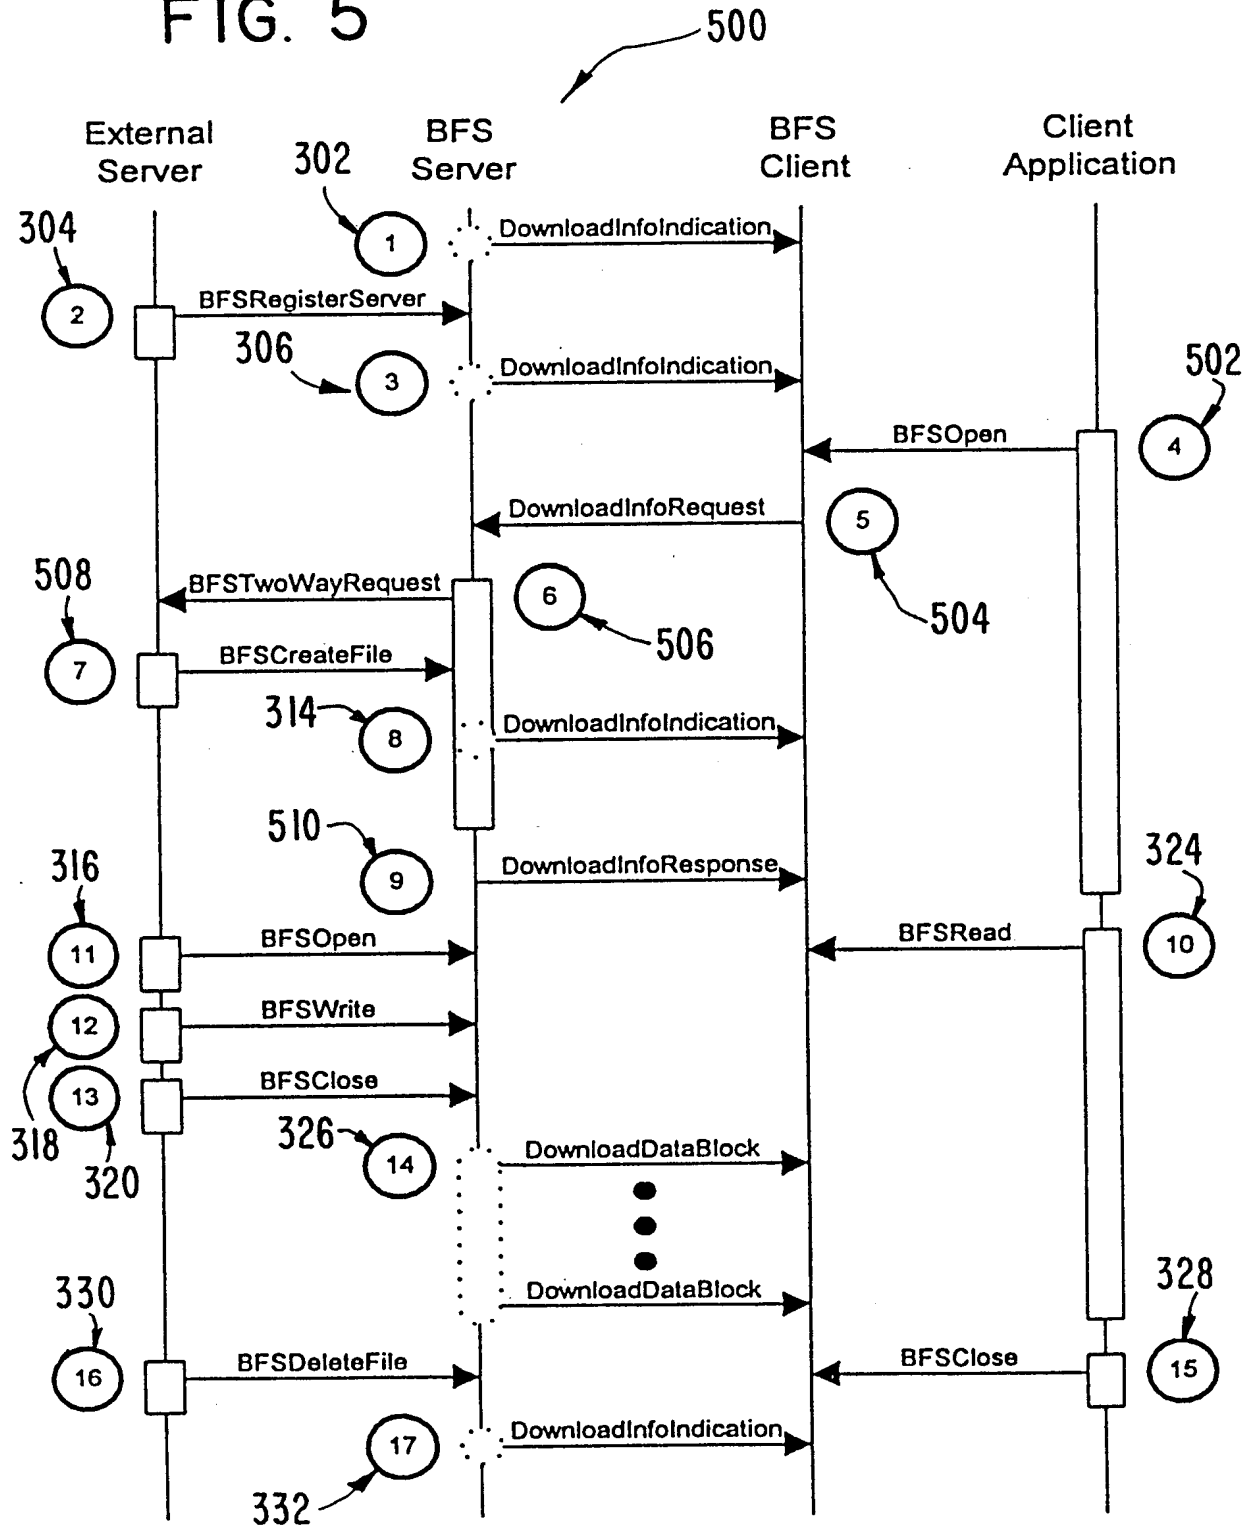 FIG. 5
500
External
Server
BFS
Server
BFS
Client
Client
Application
302
304
1
DownloadInfoIndication
2
BFSRegisterServer
306
3
DownloadInfoIndication
502
BFSOpen
4
DownloadInfoRequest
5
504
508
BFSTwoWayRequest
6
506
7
BFSCreateFile
314
8
DownloadInfoIndication
510
9
DownloadInfoResponse
324
316
11
BFSOpen
BFSRead
10
12
BFSWrite
318
13
BFSClose
320
326
14
DownloadDataBlock
DownloadDataBlock
330
328
16
BFSDeleteFile
BFSClose
15
17
DownloadInfoIndication
332